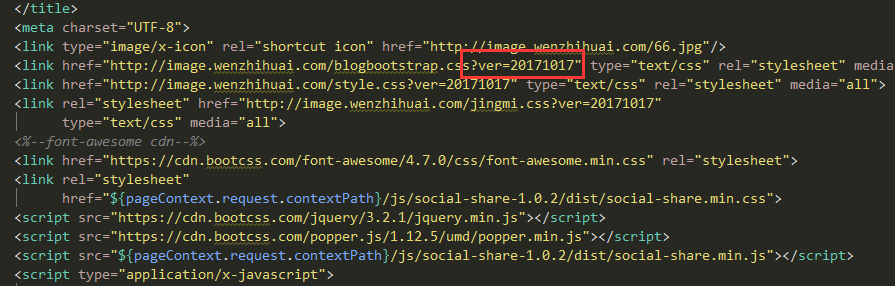 </title>
<meta charset="UTF-8">
<link type="image/x-icon" rel="shortcut icon" href="http://image.wenzhihuai.com/66.jpg"/>
<link href="http://image.wenzhihuai.com/blogbootstrap.css?ver=20171017" type="text/css" rel="stylesheet" media
<link href="http://image.wenzhihuai.com/style.css?ver=20171017" type="text/css" rel="stylesheet" media="all">
<link rel="stylesheet" href="http://image.wenzhihuai.com/jingmi.css?ver=20171017"
type="text/css" media="all">
<%--font-awesome cdn--%>
<link href="https://cdn.bootcss.com/font-awesome/4.7.0/css/font-awesome.min.css" rel="stylesheet">
<link rel="stylesheet"
href="${pageContext.request.contextPath}/js/social-share-1.0.2/dist/social-share.min.css">
<script src="https://cdn.bootcss.com/jquery/3.2.1/jquery.min.js"></script>
<script src="https://cdn.bootcss.com/popper.js/1.12.5/umd/popper.min.js"></script>
<script src="${pageContext.request.contextPath}/js/social-share-1.0.2/dist/social-share.min.js"></script>
<script type="application/x-javascript">